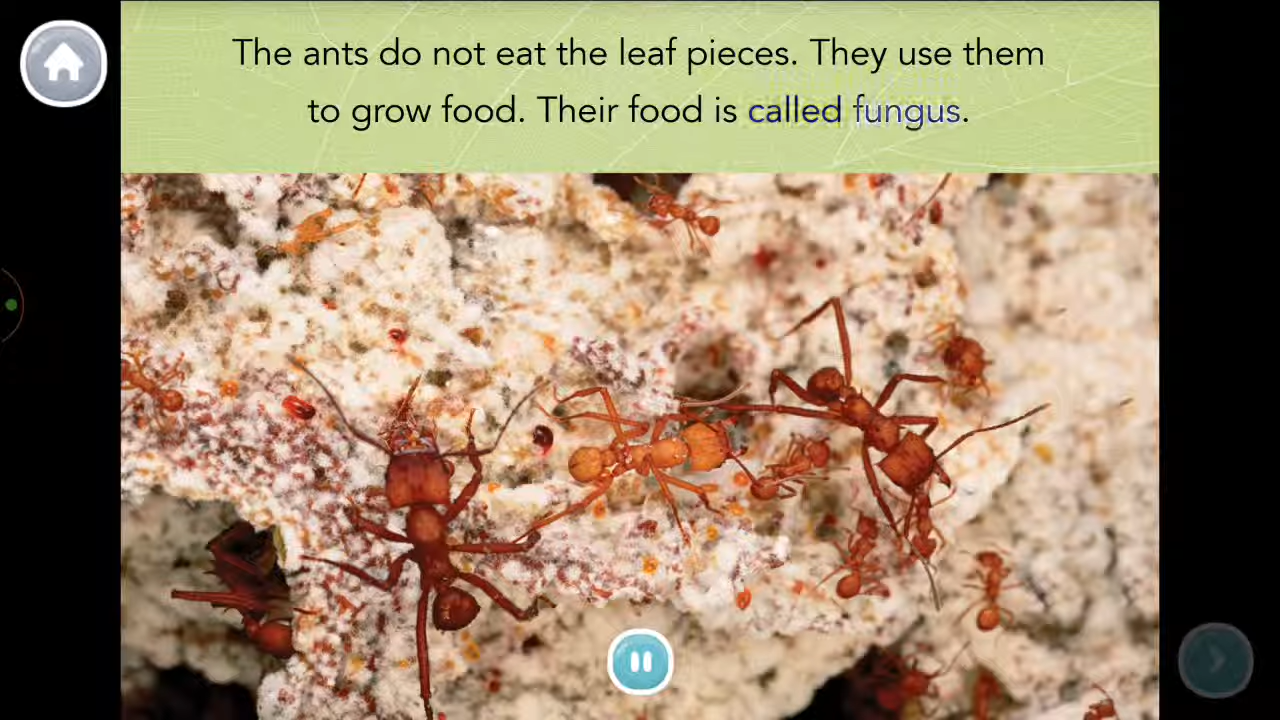 The ants do not eat the leaf pieces. They use them
to grow food. Their food is called fungus.